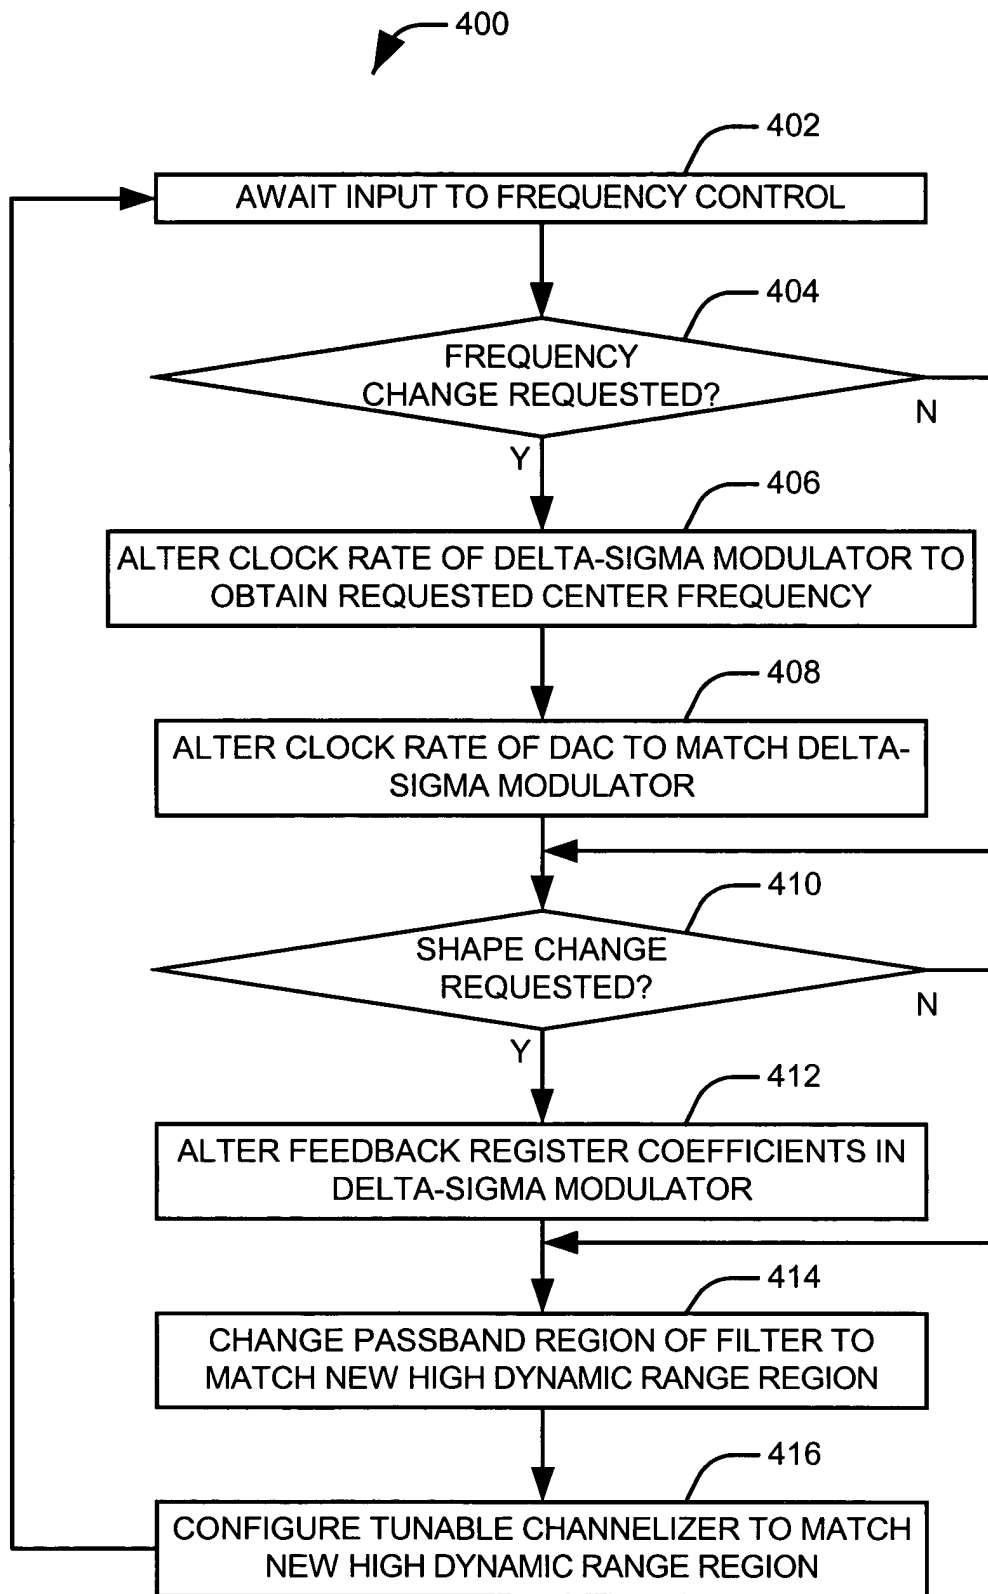 400
402
AWAIT INPUT TO FREQUENCY CONTROL
404
FREQUENCY
CHANGE REQUESTED?
N
Y
406
ALTER CLOCK RATE OF DELTA-SIGMA MODULATOR TO
OBTAIN REQUESTED CENTER FREQUENCY
408
ALTER CLOCK RATE OF DAC TO MATCH DELTA-
SIGMA MODULATOR
410
SHAPE CHANGE
REQUESTED?
N
Y
412
ALTER FEEDBACK REGISTER COEFFICIENTS IN
DELTA-SIGMA MODULATOR
414
CHANGE PASSBAND REGION OF FILTER TO
MATCH NEW HIGH DYNAMIC RANGE REGION
416
CONFIGURE TUNABLE CHANNELIZER TO MATCH
NEW HIGH DYNAMIC RANGE REGION